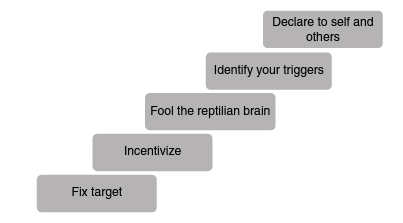 Declare to self and
others
Identify your triggers
Fool the reptilian brain
Incentivize
Fix target